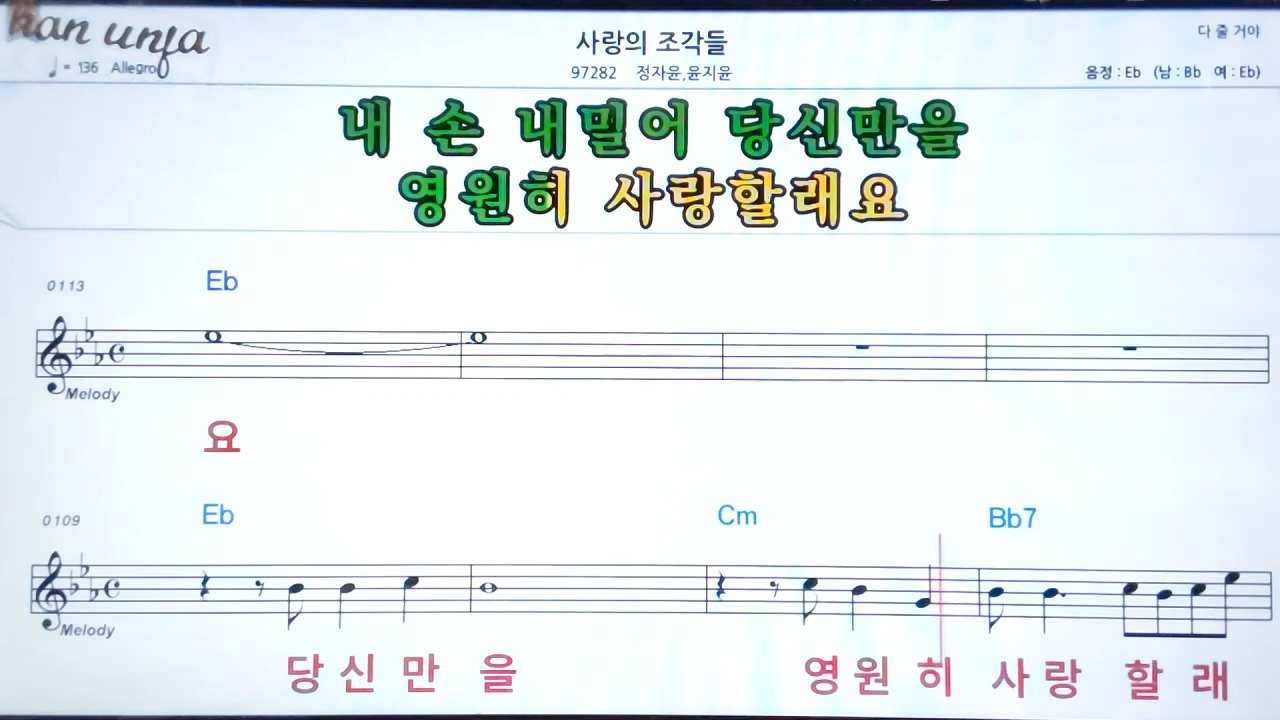 han unja
♩= 136 Allegro
사랑의 조각들
97282 정자윤,윤지윤
다 줄 거야
음정 : Eb (남 : Bb 여 : Eb)
내 손 내밀어 당신만을
영원히 사랑할래요
0113
Eb
Melody
요
0109
Eb Cm Bb7
Melody
당 신 만 을 영 원 히 사 랑 할 래